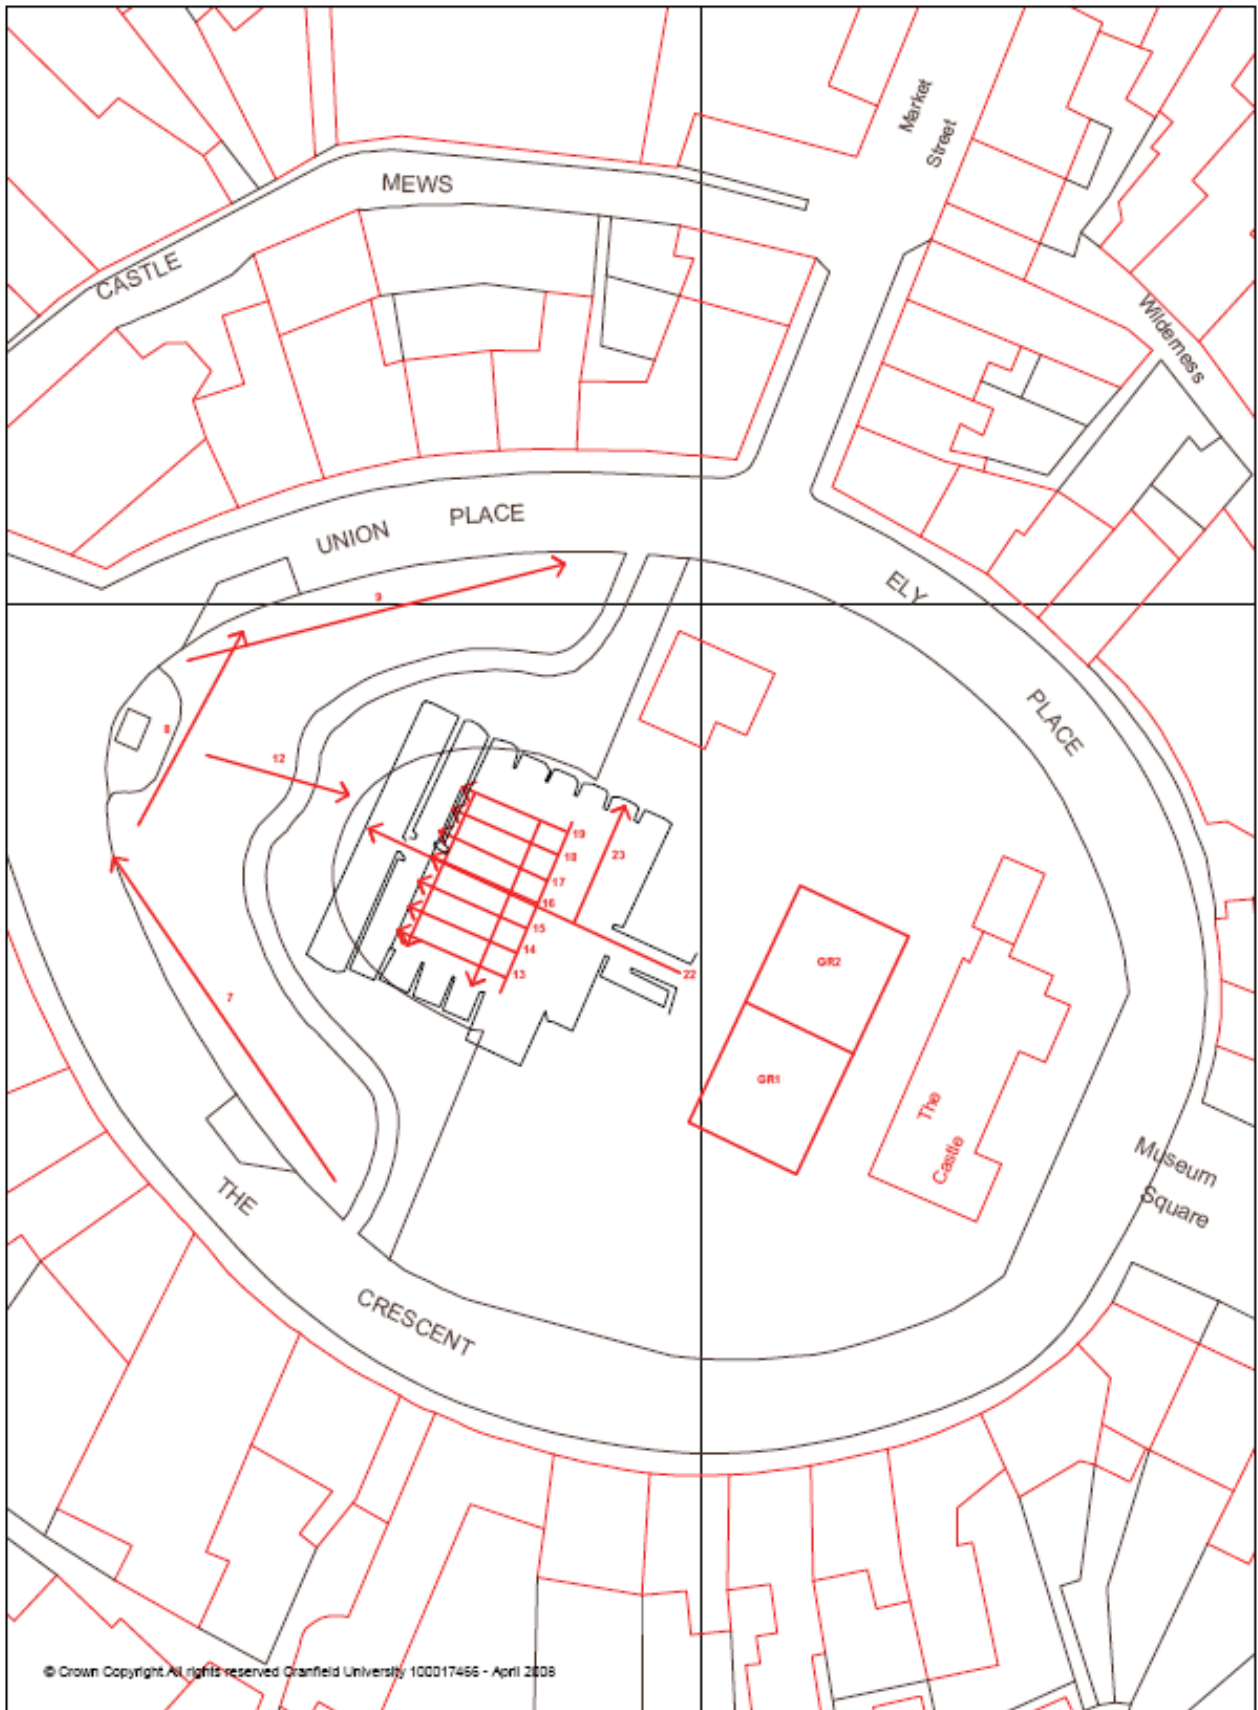 Market
Street
MEWS
CASTLE
Wilderness
UNION PLACE
ELY
9
PLACE
8
12
19
23
18
17
16
15
14
13
22
GR2
7
GR1
The
Castle
Museum
Square
THE
CRESCENT
© Crown Copyright. All rights reserved Cranfield University 100017466 - April 2008